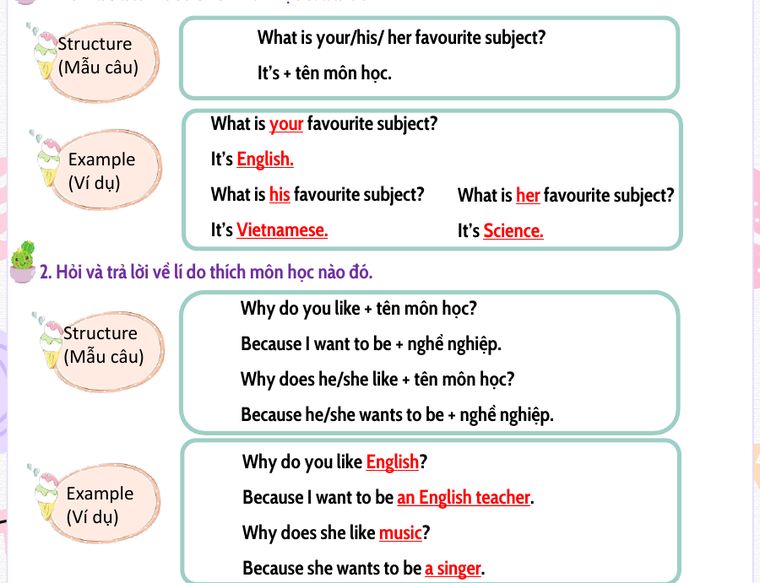 Structure
(Mẫu câu)
What is your/his/ her favourite subject?
It's + tên môn học.
Example
(Ví dụ)
What is your favourite subject?
It's English.
What is his favourite subject?
What is her favourite subject?
It's Vietnamese.
It's Science.
2. Hỏi và trả lời về lí do thích môn học nào đó.
Structure
(Mẫu câu)
Why do you like + tên môn học?
Because I want to be + nghề nghiệp.
Why does he/she like + tên môn học?
Because he/she wants to be + nghề nghiệp.
Example
(Ví dụ)
Why do you like English?
Because I want to be an English teacher.
Why does she like music?
Because she wants to be a singer.